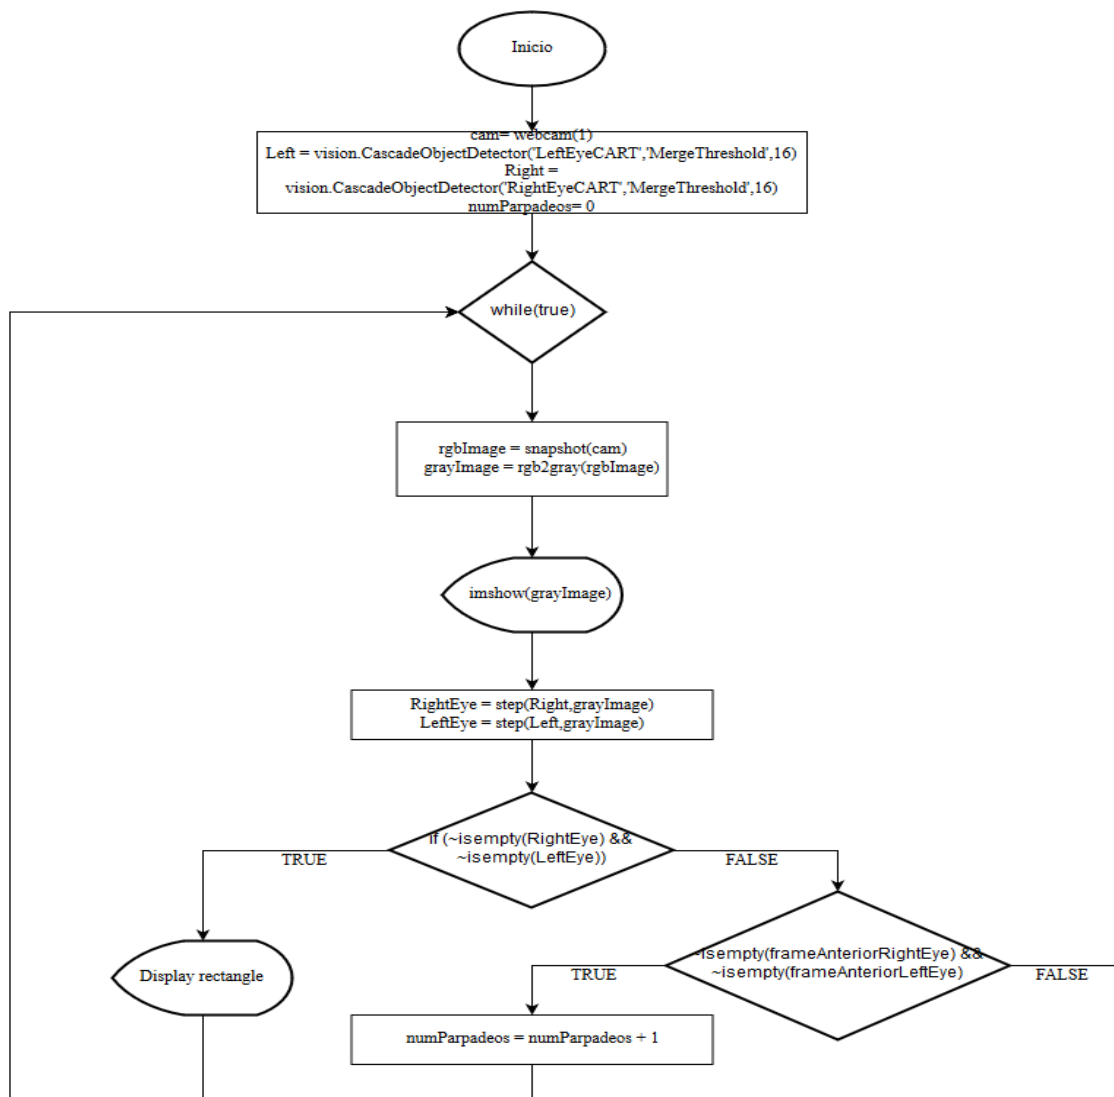 Inicio
cam= webcam(1)
Left = vision.CascadeObjectDetector('LeftEyeCART','MergeThreshold',16)
Right =
vision.CascadeObjectDetector('RightEyeCART','MergeThreshold',16)
numParpadeos= 0
while(true)
rgbImage = snapshot(cam)
grayImage = rgb2gray(rgbImage)
imshow(grayImage)
RightEye = step(Right,grayImage)
LeftEye = step(Left,grayImage)
if (~isempty(RightEye) &&
~isempty(LeftEye))
TRUE
FALSE
Display rectangle
~isempty(frameAnteriorRightEye) &&
~isempty(frameAnteriorLeftEye)
TRUE
FALSE
numParpadeos = numParpadeos + 1